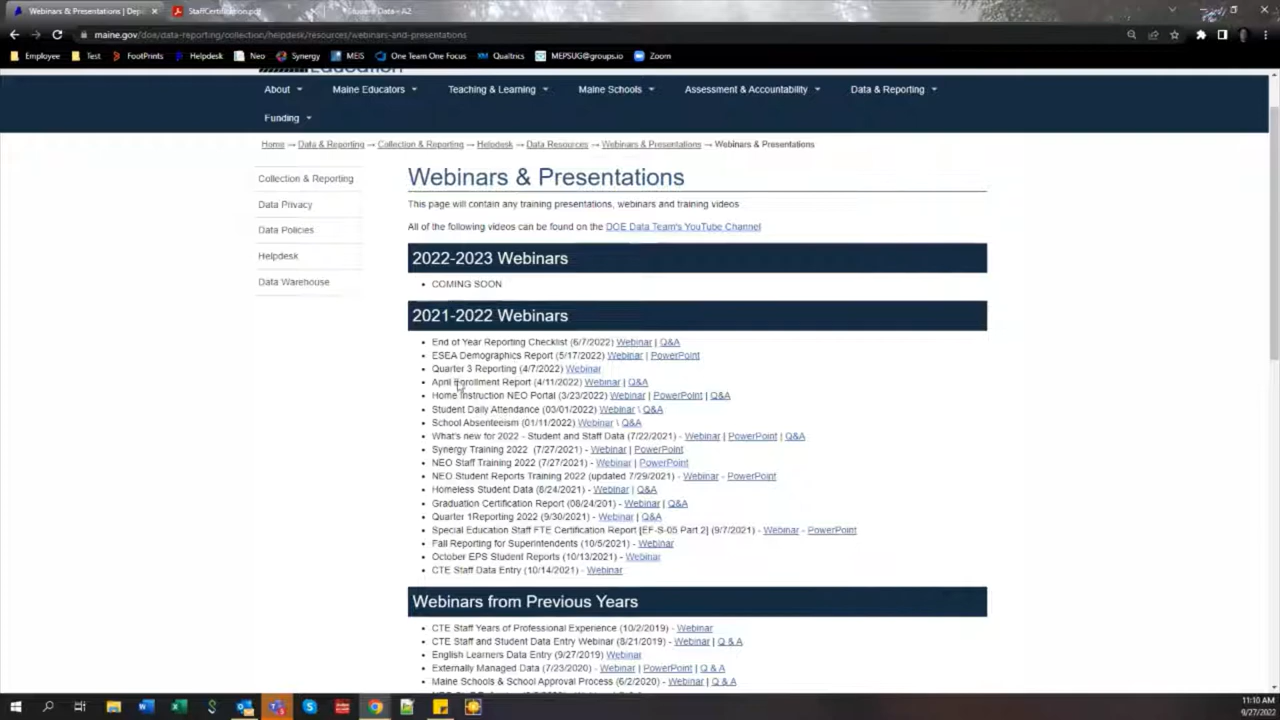 Webinars & Presentations | Dep
StaffCertification.pdf
Student Data - A2
maine.gov/doe/data-reporting/collection/helpdesk/resources/webinars-and-presentations
Employee Test FootPrints Helpdesk Neo Synergy MEIS One Team One Focus Qualtrics MEPSUG@groups.io Zoom
Education
About Maine Educators Teaching & Learning Maine Schools Assessment & Accountability Data & Reporting
Funding
Home → Data & Reporting → Collection & Reporting → Helpdesk → Data Resources → Webinars & Presentations → Webinars & Presentations
Collection & Reporting
Data Privacy
Data Policies
Helpdesk
Data Warehouse
Webinars & Presentations
This page will contain any training presentations, webinars and training videos
All of the following videos can be found on the DOE Data Team's YouTube Channel
2022-2023 Webinars
• COMING SOON
2021-2022 Webinars
• End of Year Reporting Checklist (6/7/2022) Webinar | Q&A
• ESEA Demographics Report (5/17/2022) Webinar | PowerPoint
• Quarter 3 Reporting (4/7/2022) Webinar
• April Enrollment Report (4/11/2022) Webinar | Q&A
• Home Instruction NEO Portal (3/23/2022) Webinar | PowerPoint | Q&A
• Student Daily Attendance (03/01/2022) Webinar \ Q&A
• School Absenteeism (01/11/2022) Webinar \ Q&A
• What's new for 2022 - Student and Staff Data (7/22/2021) - Webinar | PowerPoint | Q&A
• Synergy Training 2022 (7/27/2021) - Webinar | PowerPoint
• NEO Staff Training 2022 (7/27/2021) - Webinar | PowerPoint
• NEO Student Reports Training 2022 (updated 7/29/2021) - Webinar - PowerPoint
• Homeless Student Data (8/24/2021) - Webinar | Q&A
• Graduation Certification Report (08/24/201) - Webinar | Q&A
• Quarter 1Reporting 2022 (9/30/2021) - Webinar | Q&A
• Special Education Staff FTE Certification Report [EF-S-05 Part 2] (9/7/2021) - Webinar - PowerPoint
• Fall Reporting for Superintendents (10/5/2021) - Webinar
• October EPS Student Reports (10/13/2021) - Webinar
• CTE Staff Data Entry (10/14/2021) - Webinar
Webinars from Previous Years
• CTE Staff Years of Professional Experience (10/2/2019) - Webinar
• CTE Staff and Student Data Entry Webinar (8/21/2019) - Webinar | Q & A
• English Learners Data Entry (9/27/2019) Webinar
• Externally Managed Data (7/23/2020) - Webinar | PowerPoint | Q & A
• Maine Schools & School Approval Process (6/2/2020) - Webinar | Q & A
11:10 AM
9/27/2022